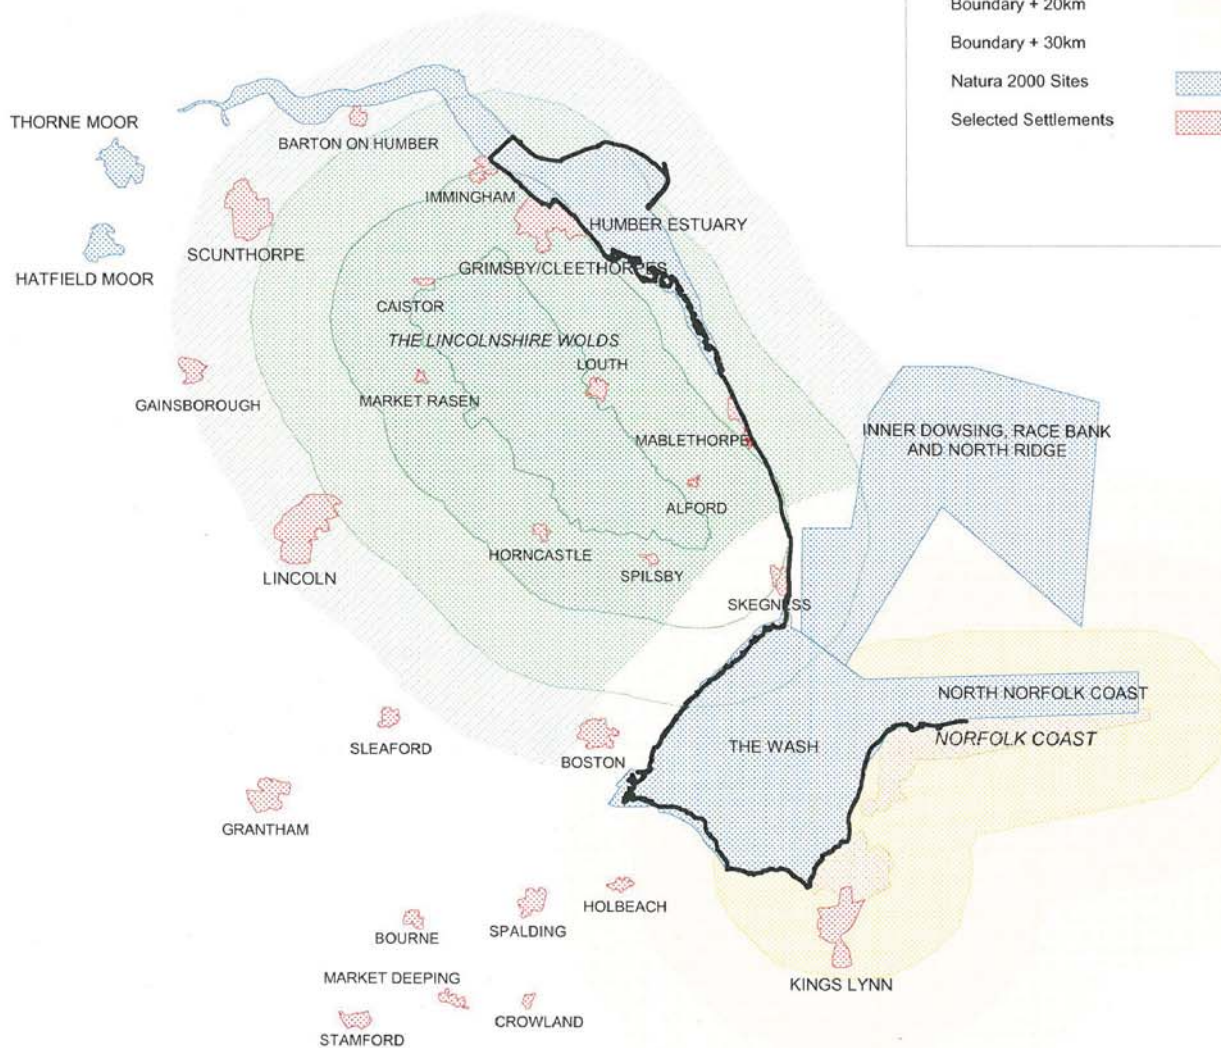 Boundary + 20km
Boundary + 30km
Natura 2000 Sites
Selected Settlements
THORNE MOOR
BARTON ON HUMBER
IMMINGHAM
HUMBER ESTUARY
SCUNTHORPE
GRIMSBY/CLEETHORPES
HATFIELD MOOR
CAISTOR
THE LINCOLNSHIRE WOLDS
LOUTH
MARKET RASEN
GAINSBOROUGH
MABLETHORPE
INNER DOWSING, RACE BANK
AND NORTH RIDGE
ALFORD
HORNCASTLE
SPILSBY
LINCOLN
SKEGNESS
NORTH NORFOLK COAST
NORFOLK COAST
THE WASH
SLEAFORD
BOSTON
GRANTHAM
HOLBEACH
SPALDING
BOURNE
MARKET DEEPING
KINGS LYNN
CROWLAND
STAMFORD